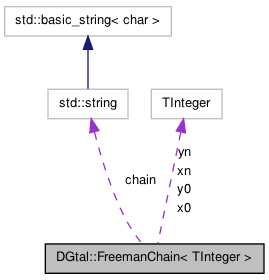 std::basic_string< char >
std::string
TInteger
chain
yn
xn
y0
x0
DGtal::FreemanChain< TInteger >